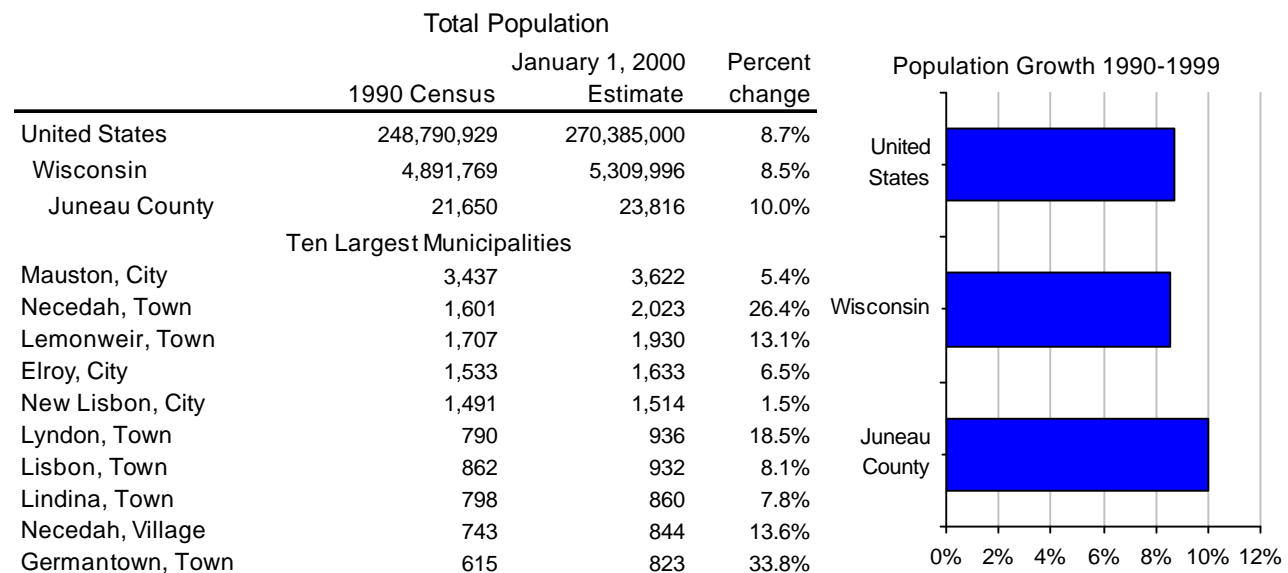 Total Population
January 1, 2000 Percent
1990 Census Estimate change
United States 248,790,929 270,385,000 8.7%
Wisconsin 4,891,769 5,309,996 8.5%
Juneau County 21,650 23,816 10.0%
Ten Largest Municipalities
Mauston, City 3,437 3,622 5.4%
Necedah, Town 1,601 2,023 26.4%
Lemonweir, Town 1,707 1,930 13.1%
Elroy, City 1,533 1,633 6.5%
New Lisbon, City 1,491 1,514 1.5%
Lyndon, Town 790 936 18.5%
Lisbon, Town 862 932 8.1%
Lindina, Town 798 860 7.8%
Necedah, Village 743 844 13.6%
Germantown, Town 615 823 33.8%
Population Growth 1990-1999
United
States
Wisconsin
Juneau
County
0% 2% 4% 6% 8% 10% 12%